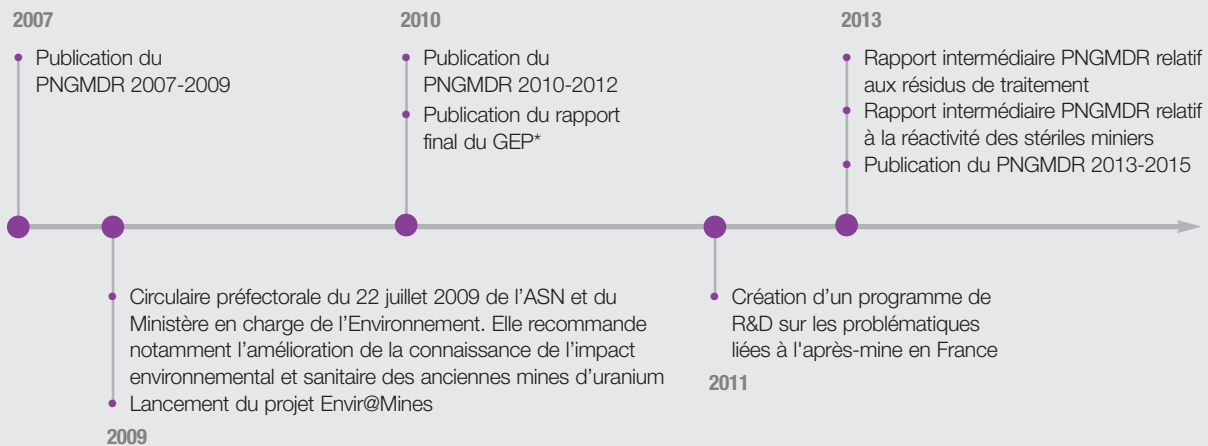 2007
Publication du
PNGMDR 2007-2009
2010
Publication du
PNGMDR 2010-2012
Publication du rapport
final du GEP*
2013
Rapport intermédiaire PNGMDR relatif
aux résidus de traitement
Rapport intermédiaire PNGMDR relatif
à la réactivité des stériles miniers
Publication du PNGMDR 2013-2015
Circulaire préfectorale du 22 juillet 2009 de l’ASN et du
Ministère en charge de l’Environnement. Elle recommande
notamment l’amélioration de la connaissance de l’impact
environnemental et sanitaire des anciennes mines d’uranium
Lancement du projet Envir@Mines
2009
Création d’un programme de
R&D sur les problématiques
liées à l'après-mine en France
2011